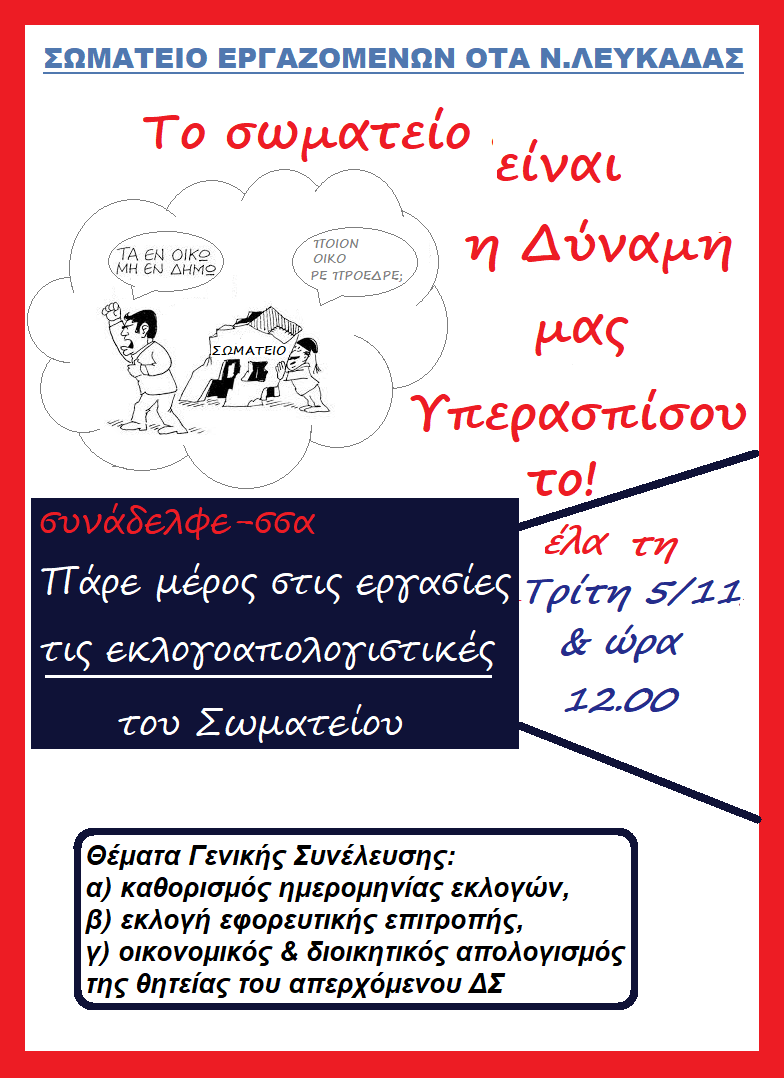 ΣΩΜΑΤΕΙΟ ΕΡΓΑΖΟΜΕΝΩΝ ΟΤΑ Ν.ΛΕΥΚΑΔΑΣ
Το σωματείο
είναι
η Δύναμη
μας
Υπερασπίσου
το!
ΤΑ ΕΝ ΟΙΚΩ
ΜΗ ΕΝ ΔΗΜΩ
ΠΟΙΟΝ
ΟΙΚΟ
ΡΕ ΠΡΟΕΔΡΕ;
ΣΩΜΑΤΕΙΟ
συνάδελφε-σσα
Πάρε μέρος στις εργασίες
τις εκλογοαπολογιστικές
του Σωματείου
έλα τη
Τρίτη 5/11
& ώρα
12.00
Θέματα Γενικής Συνέλευσης:
α) καθορισμός ημερομηνίας εκλογών,
β) εκλογή εφορευτικής επιτροπής,
γ) οικονομικός & διοικητικός απολογισμός
της θητείας του απερχόμενου ΔΣ